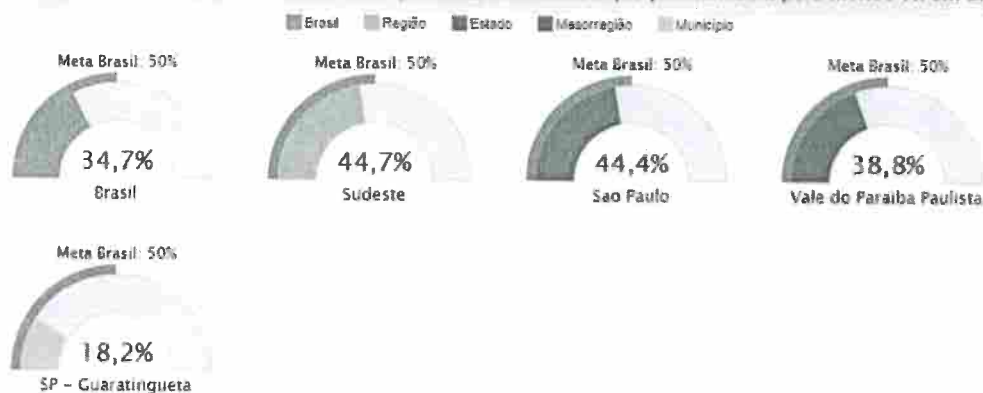 Brasil Região Estado Mesorregião Município
Meta Brasil: 50% Meta Brasil: 50% Meta Brasil: 50% Meta Brasil: 50%
34,7% 44,7% 44,4% 38,8%
Brasil Sudeste Sao Paulo Vale do Paraiba Paulista
Meta Brasil: 50%
18,2%
SP - Guaratingueta